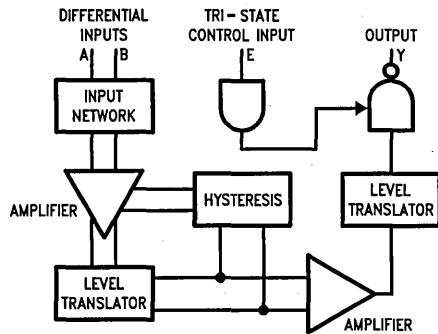 DIFFERENTIAL
INPUTS
A
B
TRI-STATE
CONTROL INPUT
E
OUTPUT
Y
INPUT
NETWORK
AMPLIFIER
HYSTERESIS
LEVEL
TRANSLATOR
LEVEL
TRANSLATOR
AMPLIFIER